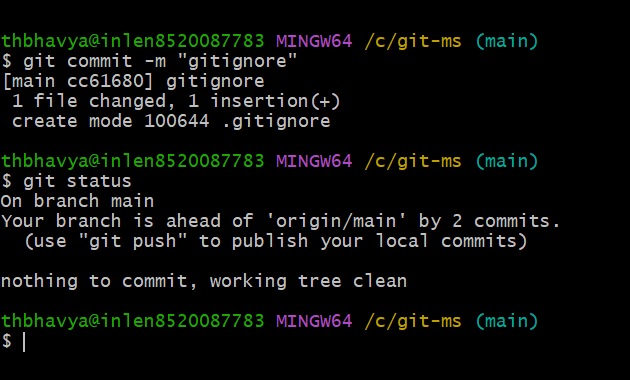 thbhavya@inlen8520087783 MINGW64 /c/git-ms (main)
$ git commit -m "gitignore"
[main cc61680] gitignore
 1 file changed, 1 insertion(+)
 create mode 100644 .gitignore

thbhavya@inlen8520087783 MINGW64 /c/git-ms (main)
$ git status
On branch main
Your branch is ahead of 'origin/main' by 2 commits.
  (use "git push" to publish your local commits)

nothing to commit, working tree clean

thbhavya@inlen8520087783 MINGW64 /c/git-ms (main)
$